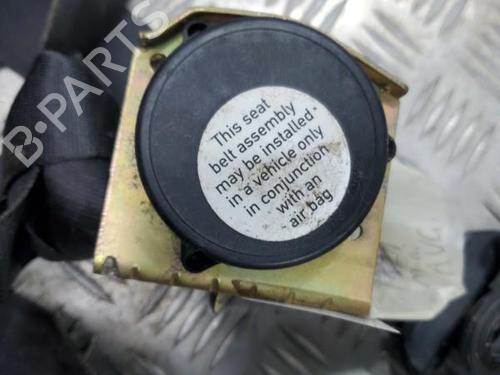 B-PARTS
This seat
belt assembly
may be installed
in a vehicle only
in conjunction
with an
air bag